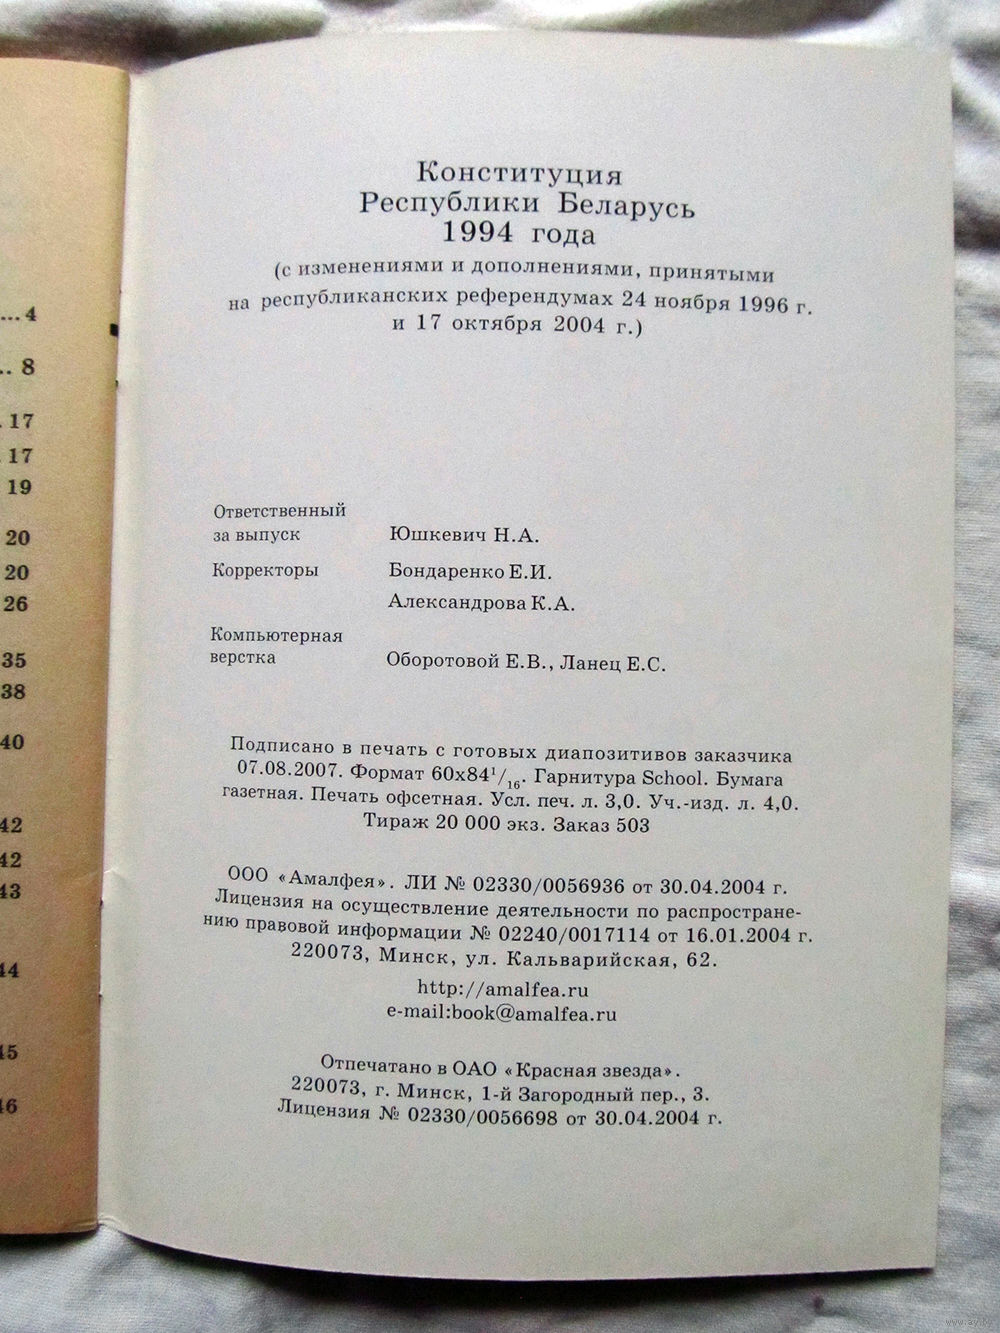 ...4
.. 8
. 17
. 17
19
20
20
26
35
38
40
42
42
43
44
45
46
Конституция
Республики Беларусь
1994 года
(с изменениями и дополнениями, принятыми
на республиканских референдумах 24 ноября 1996 г.
и 17 октября 2004 г.)
Ответственный
за выпуск Юшкевич Н.А.
Корректоры Бондаренко Е.И.
Александрова К.А.
Компьютерная
верстка Оборотовой Е.В., Ланец Е.С.
Подписано в печать с готовых диапозитивов заказчика
07.08.2007. Формат 60х84¹/₁₆. Гарнитура School. Бумага
газетная. Печать офсетная. Усл. печ. л. 3,0. Уч.-изд. л. 4,0.
Тираж 20 000 экз. Заказ 503
ООО «Амалфея». ЛИ № 02330/0056936 от 30.04.2004 г.
Лицензия на осуществление деятельности по распростране-
нию правовой информации № 02240/0017114 от 16.01.2004 г.
220073, Минск, ул. Кальварийская, 62.
http://amalfea.ru
e-mail:book@amalfea.ru
Отпечатано в ОАО «Красная звезда».
220073, г. Минск, 1-й Загородный пер., 3.
Лицензия № 02330/0056698 от 30.04.2004 г.
www.ay.by